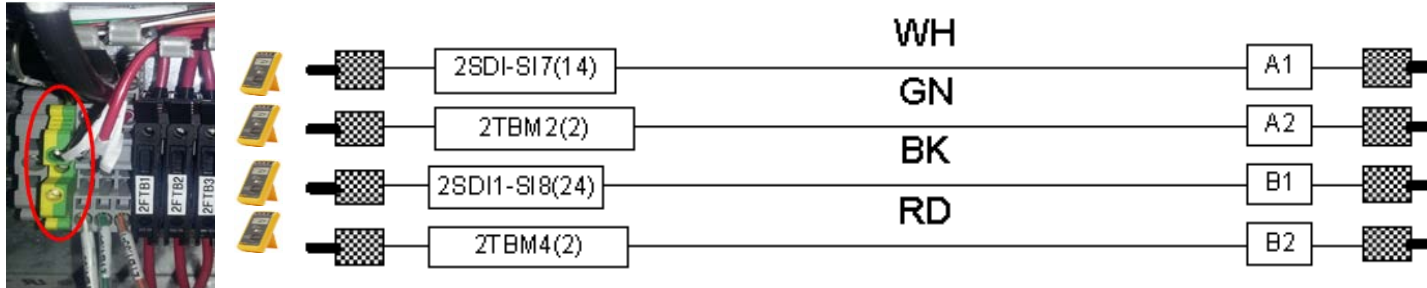 WH
2SDI-SI7(14)
A1
GN
2TBM2(2)
A2
BK
2SDI1-SI8(24)
B1
RD
2TBM4(2)
B2
2FTB1
2FTB2
2FTB3